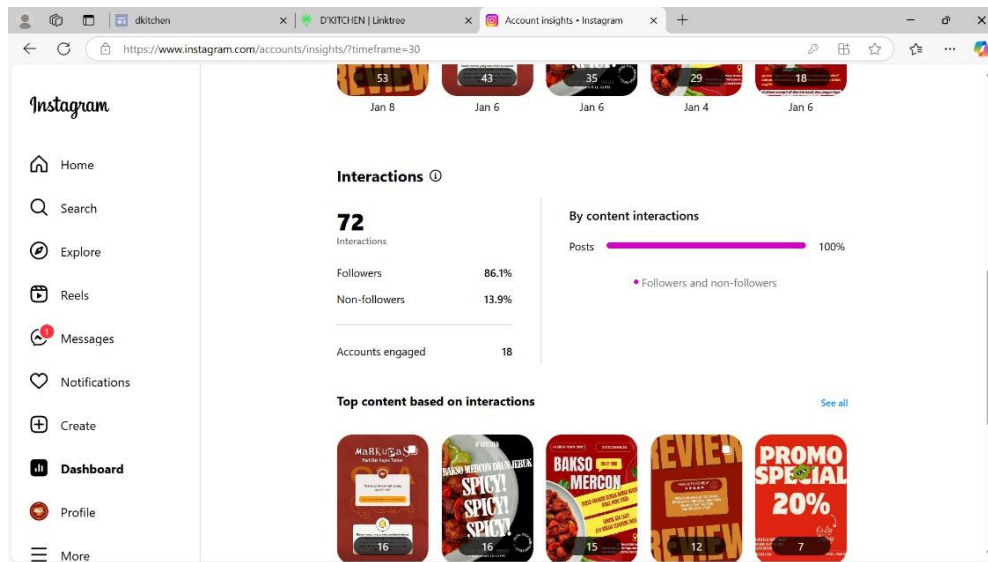 dkitchen
D'KITCHEN | Linktree
Account insights • Instagram
https://www.instagram.com/accounts/insights/?timeframe=30
Instagram
Home
Search
Explore
Reels
1
Messages
Notifications
Create
Dashboard
Profile
More
REVIEW
53
43
35
29
18
Jan 8
Jan 6
Jan 6
Jan 4
Jan 6
Interactions
72
Interactions
Followers 86.1%
Non-followers 13.9%
Accounts engaged 18
By content interactions
Posts 100%
Followers and non-followers
Top content based on interactions
See all
MaRKUPaS
16
BAKSO MERCON DAUN JERUK
SPICY!
SPICY!
SPICY!
16
BAKSO
MERCON
15
REVIEW
REVIEW
12
PROMO
SPECIAL
20%
7